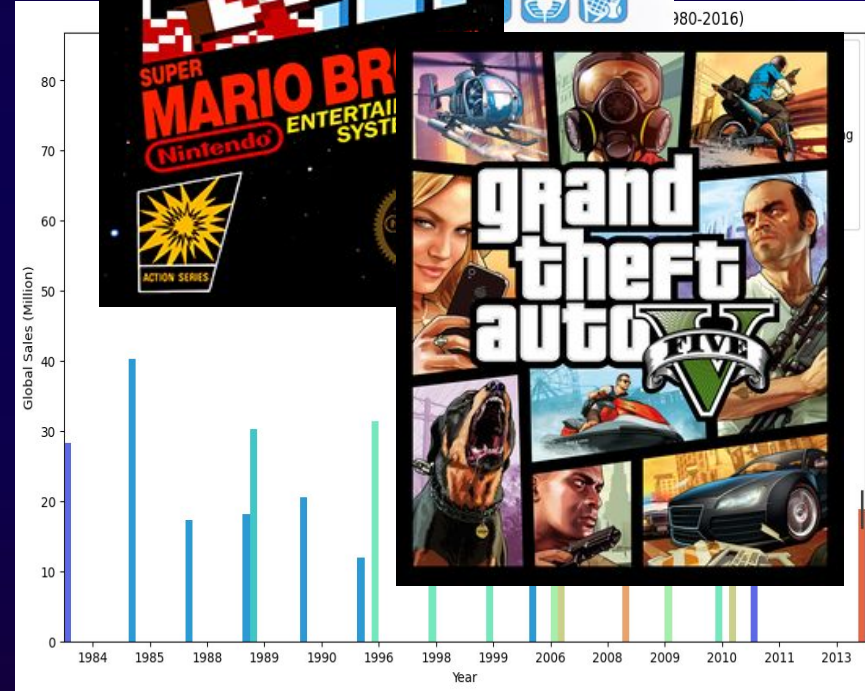 980-2016)
SUPER
MARIO BR
Nintendo
ENTERTAI
SYST
ACTION SERIES
grand
theft
auto
FIVE
V
g
Global Sales (Million)
80
70
60
50
40
30
20
10
0
1984 1985 1988 1989 1990 1996 1998 1999 2006 2008 2009 2010 2011 2013
Year